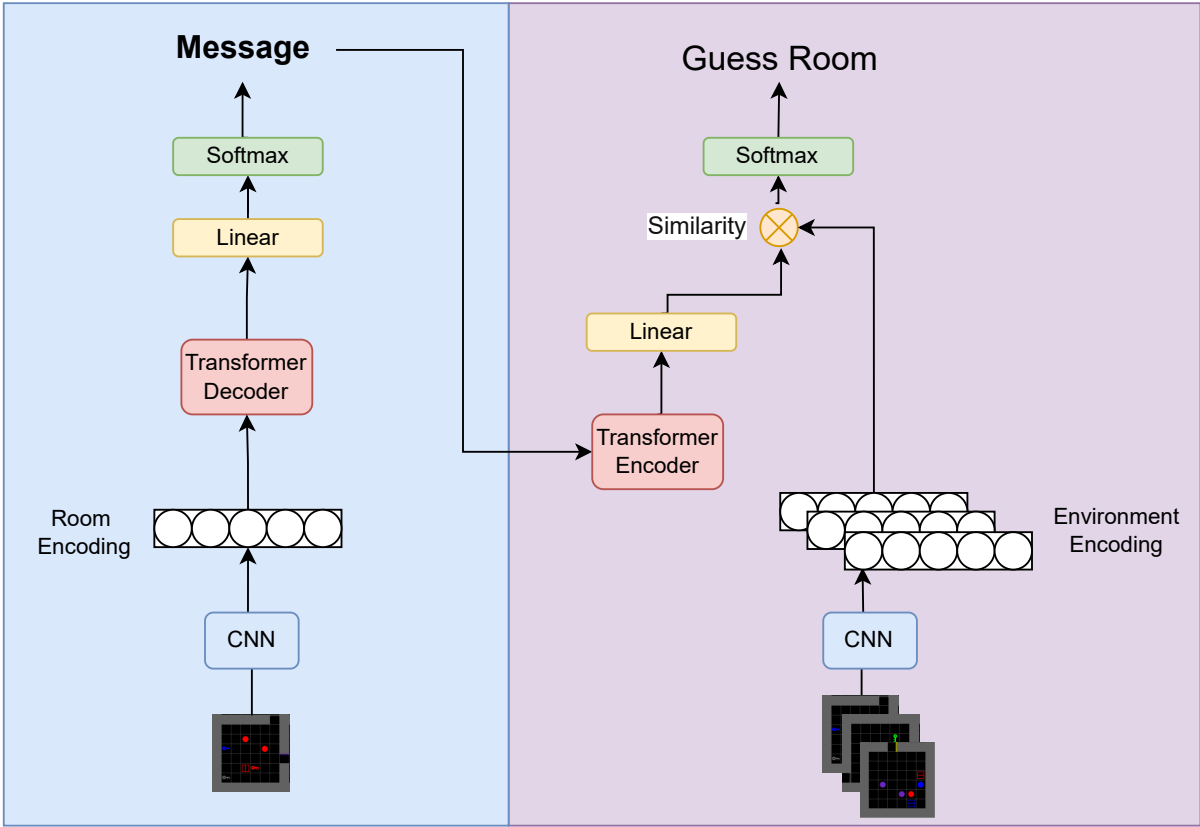 Message
Softmax
Linear
Transformer
Decoder
Room
Encoding
CNN
Guess Room
Softmax
Similarity
Linear
Transformer
Encoder
Environment
Encoding
CNN